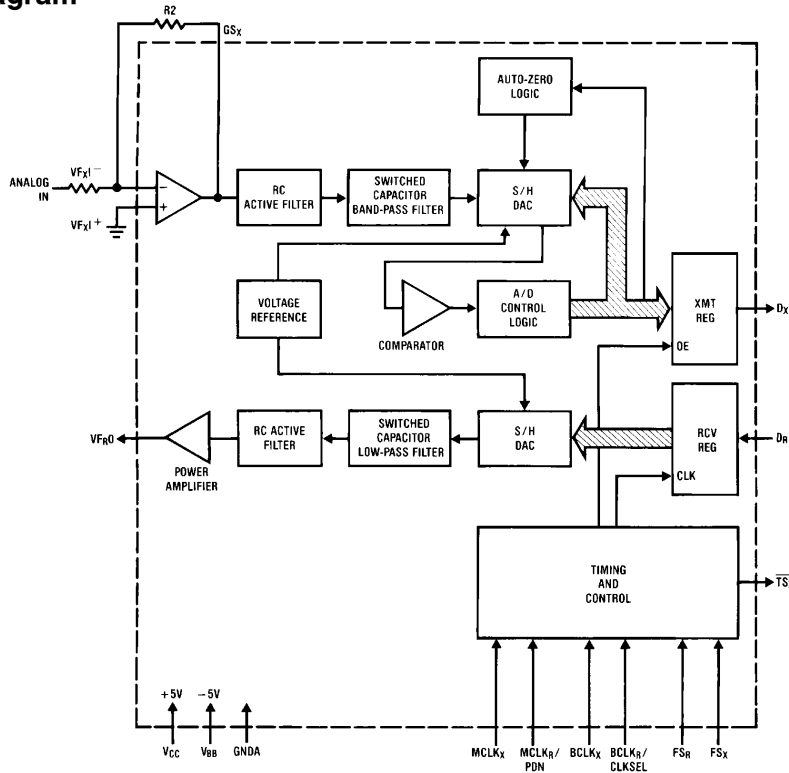 agram
R2
GSX
AUTO-ZERO
LOGIC
ANALOG
IN
VFXI−
VFXI+
−
+
RC
ACTIVE FILTER
SWITCHED
CAPACITOR
BAND-PASS FILTER
S/H
DAC
VOLTAGE
REFERENCE
COMPARATOR
A/D
CONTROL
LOGIC
XMT
REG
OE
DX
VFRO
POWER
AMPLIFIER
RC ACTIVE
FILTER
SWITCHED
CAPACITOR
LOW-PASS FILTER
S/H
DAC
RCV
REG
CLK
DR
TIMING
AND
CONTROL
TS
+5V
−5V
VCC
VBB
GNDA
MCLKX
MCLKR/
PDN
BCLKX
BCLKR/
CLKSEL
FSR
FSX